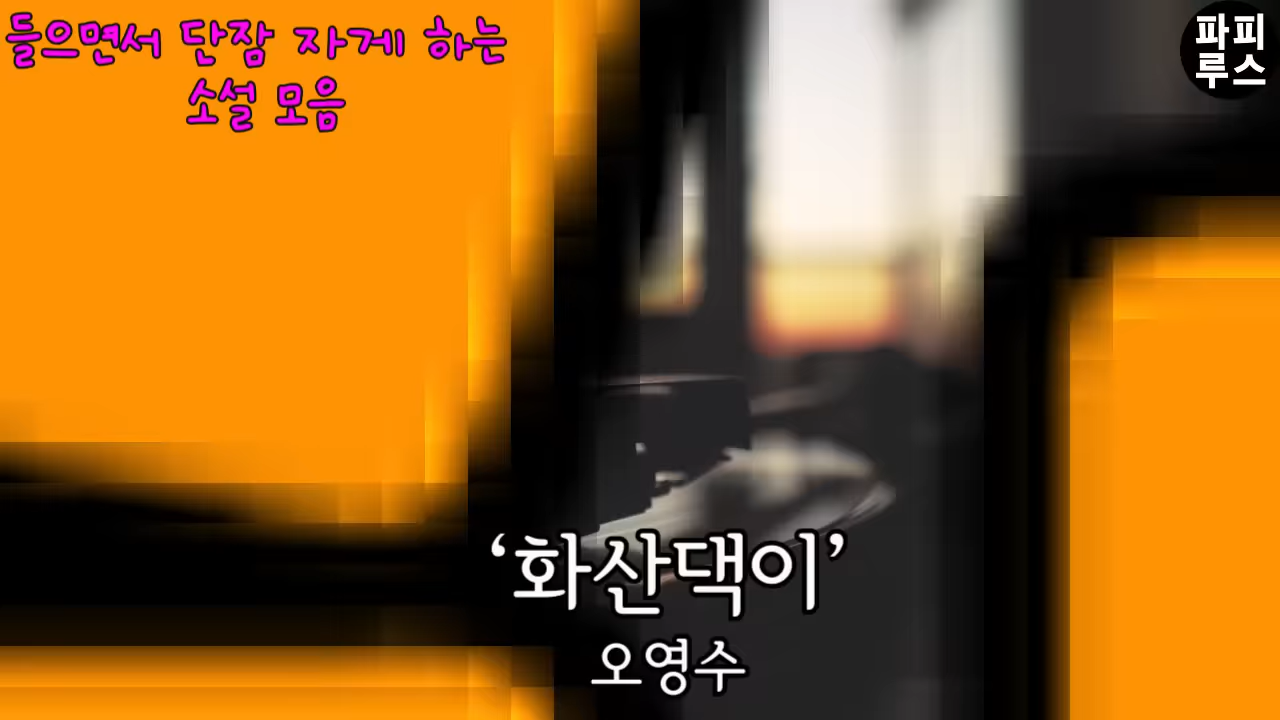 들으면서 단잠 자게 하는
소설 모음
파피
루스
‘화산댁이’
오영수